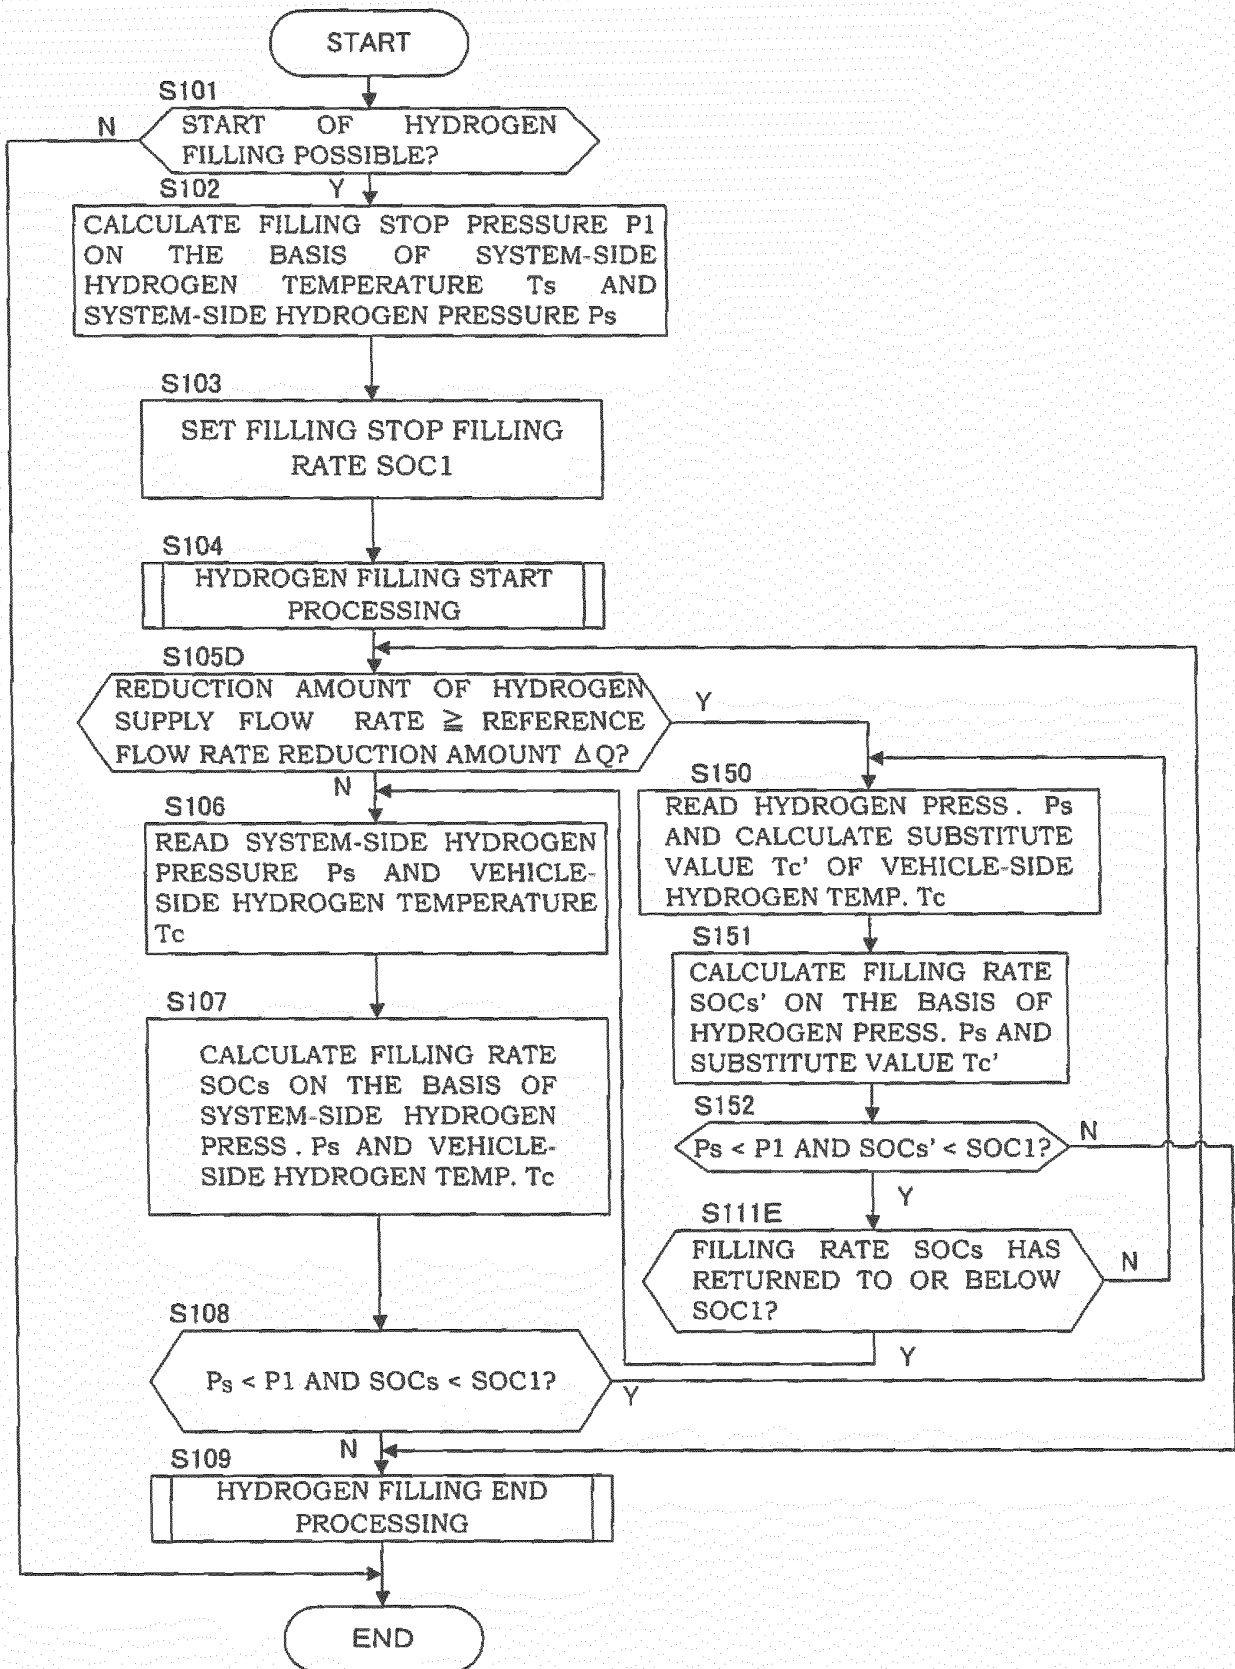 START
S101
N
START OF HYDROGEN
FILLING POSSIBLE?
S102
Y
CALCULATE FILLING STOP PRESSURE P1
ON THE BASIS OF SYSTEM-SIDE
HYDROGEN TEMPERATURE Ts AND
SYSTEM-SIDE HYDROGEN PRESSURE Ps
S103
SET FILLING STOP FILLING
RATE SOC1
S104
HYDROGEN FILLING START
PROCESSING
S105D
REDUCTION AMOUNT OF HYDROGEN
SUPPLY FLOW RATE ≧ REFERENCE
FLOW RATE REDUCTION AMOUNT ΔQ?
Y
N
S106
READ SYSTEM-SIDE HYDROGEN
PRESSURE Ps AND VEHICLE-
SIDE HYDROGEN TEMPERATURE
Tc
S107
CALCULATE FILLING RATE
SOCs ON THE BASIS OF
SYSTEM-SIDE HYDROGEN
PRESS. Ps AND VEHICLE-
SIDE HYDROGEN TEMP. Tc
S150
READ HYDROGEN PRESS. Ps
AND CALCULATE SUBSTITUTE
VALUE Tc' OF VEHICLE-SIDE
HYDROGEN TEMP. Tc
S151
CALCULATE FILLING RATE
SOCs' ON THE BASIS OF
HYDROGEN PRESS. Ps AND
SUBSTITUTE VALUE Tc'
S152
Ps < P1 AND SOCs' < SOC1?
N
Y
S111E
FILLING RATE SOCs HAS
RETURNED TO OR BELOW
SOC1?
N
Y
S108
Ps < P1 AND SOCs < SOC1?
Y
N
S109
HYDROGEN FILLING END
PROCESSING
END